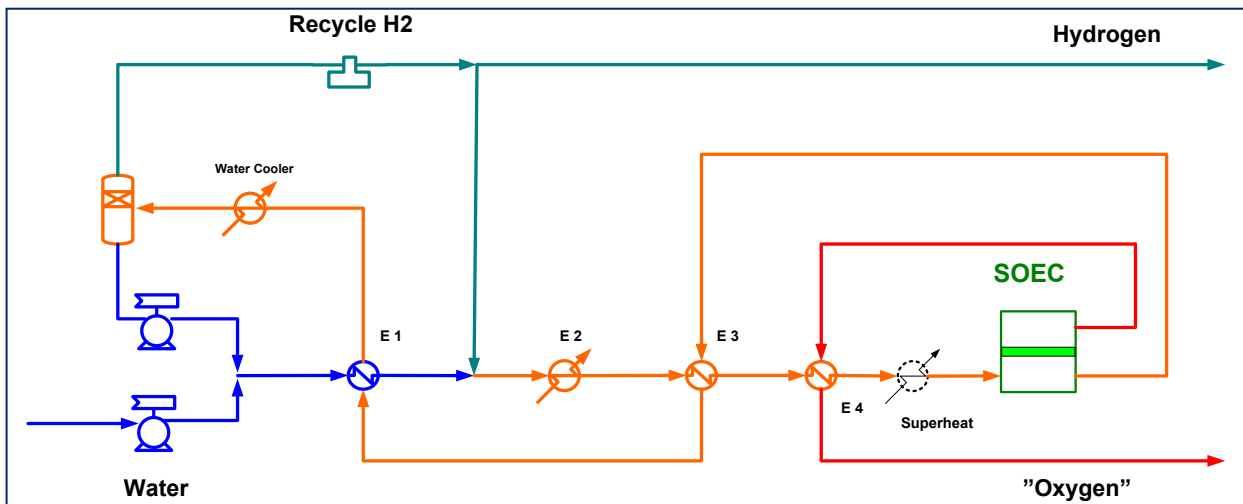 Recycle H2
Hydrogen
Water Cooler
SOEC
E 1
E 2
E 3
E 4
Superheat
Water
”Oxygen”